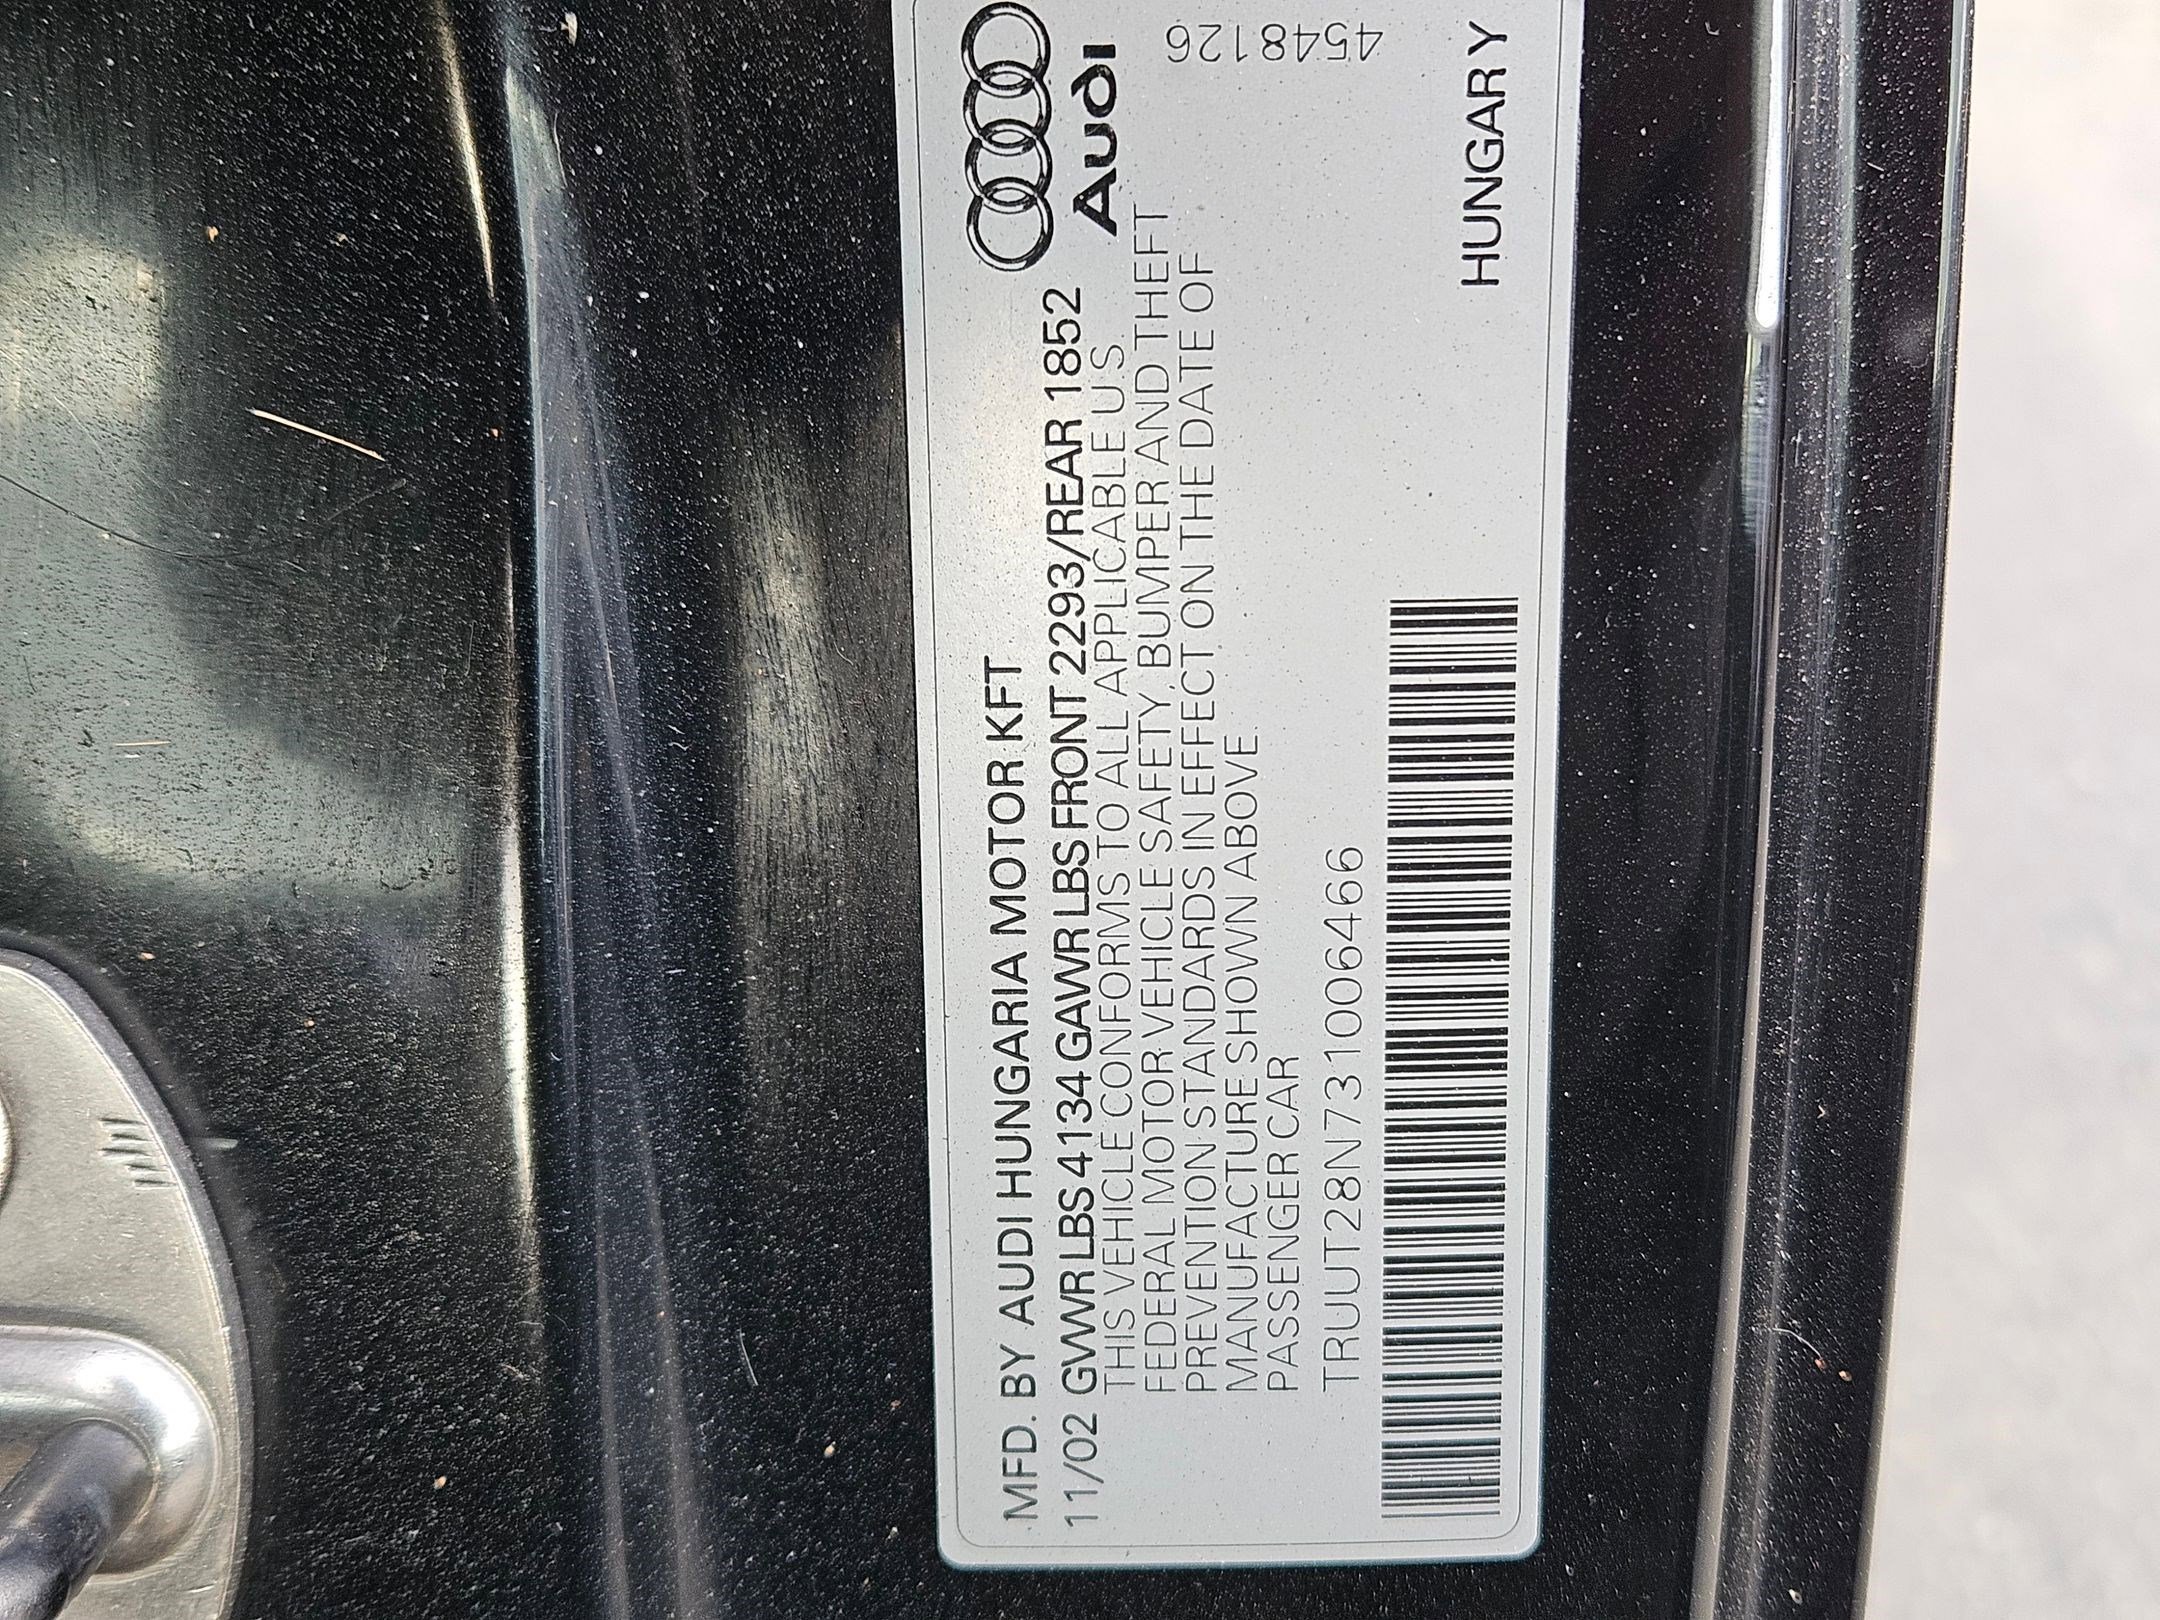 MFD. BY AUDI HUNGARIA MOTOR KFT
11/02 GVWR LBS 4134 GAWR LBS FRONT 2293/REAR 1852
THIS VEHICLE CONFORMS TO ALL APPLICABLE U.S.
FEDERAL MOTOR VEHICLE SAFETY, BUMPER AND THEFT
PREVENTION STANDARDS IN EFFECT ON THE DATE OF
MANUFACTURE SHOWN ABOVE.
PASSENGER CAR
TRUUT28N731006466
Audi
4548126
HUNGARY